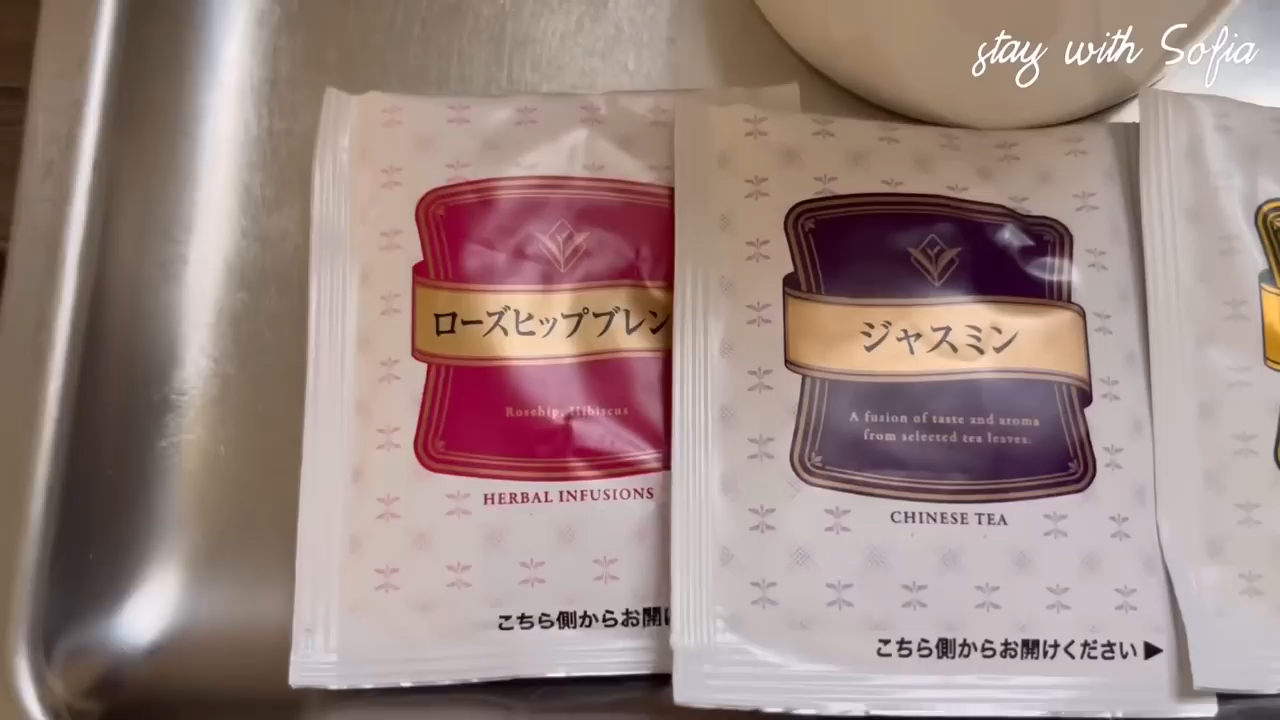 stay with Sofia
ローズヒップブレン
Rosehip, Hibiscus
HERBAL INFUSIONS
こちら側からお開け
ジャスミン
A fusion of taste and aroma
from selected tea leaves.
CHINESE TEA
こちら側からお開けください▶